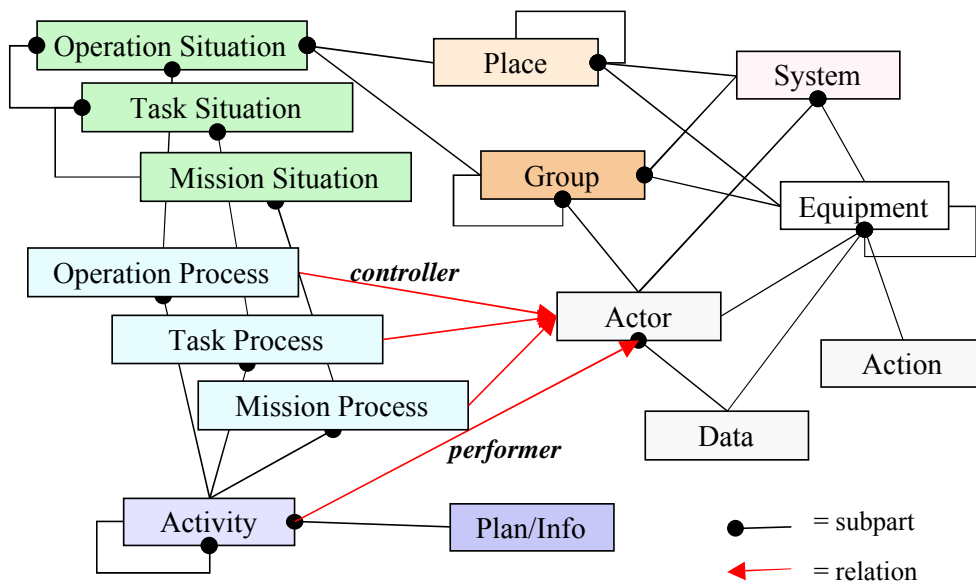 Operation Situation
Place
System
Task Situation
Mission Situation
Group
Equipment
Operation Process
controller
Actor
Task Process
Action
Mission Process
Data
performer
Activity
Plan/Info
= subpart
= relation